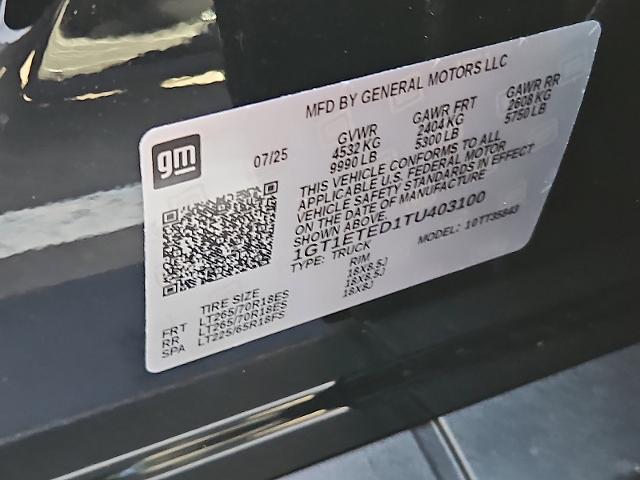 MFD BY GENERAL MOTORS LLC
gm
07/25
GVWR
4532 KG
9990 LB
GAWR FRT
2404 KG
5300 LB
GAWR RR
2608 KG
5750 LB
THIS VEHICLE CONFORMS TO ALL
APPLICABLE U.S. FEDERAL MOTOR
VEHICLE SAFETY STANDARDS IN EFFECT
ON THE DATE OF MANUFACTURE
SHOWN ABOVE.
1GT1ETED1TU403100
TYPE: TRUCK MODEL: 10TT35843
TIRE SIZE RIM
FRT LT265/70R18ES 18X8.5J
RR LT265/70R18ES 18X8.5J
SPA LT225/65R18FS 18X8J